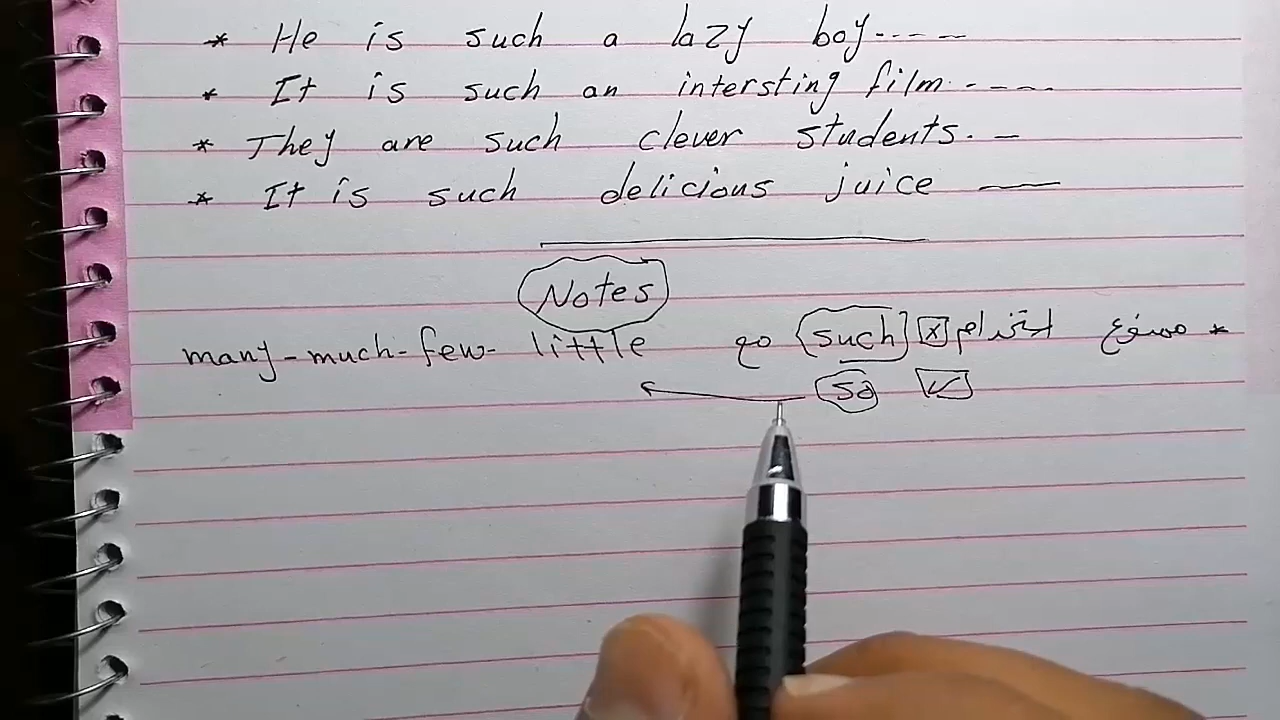 * He is such a lazy boy-----
* It is such an intersting film.----
* They are such clever students. --
* It is such delicious juice ——
Notes
* ممنوع استخدام [x] such مع many-much-few-little
[✓] so